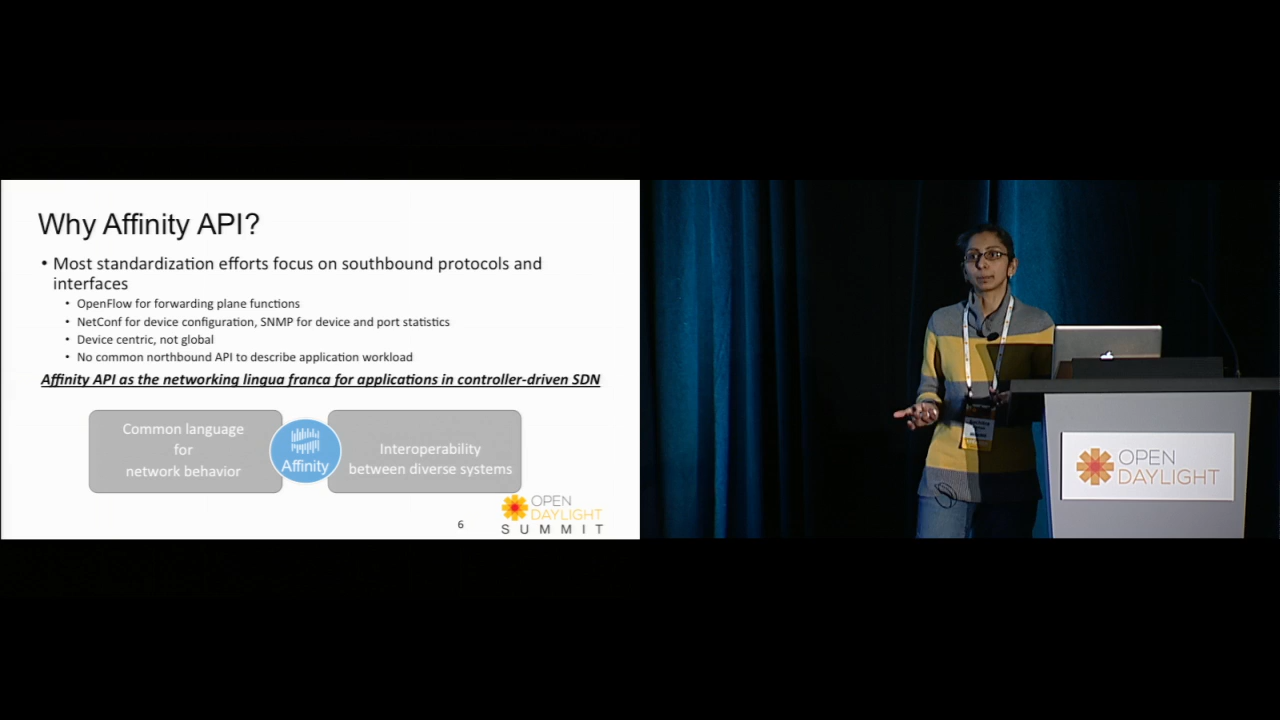 Why Affinity API?
• Most standardization efforts focus on southbound protocols and
interfaces
• OpenFlow for forwarding plane functions
• NetConf for device configuration, SNMP for device and port statistics
• Device centric, not global
• No common northbound API to describe application workload
Affinity API as the networking lingua franca for applications in controller-driven SDN
Common language
for
network behavior
Affinity
Interoperability
between diverse systems
6
OPEN
DAYLIGHT
SUMMIT
OPEN
DAYLIGHT